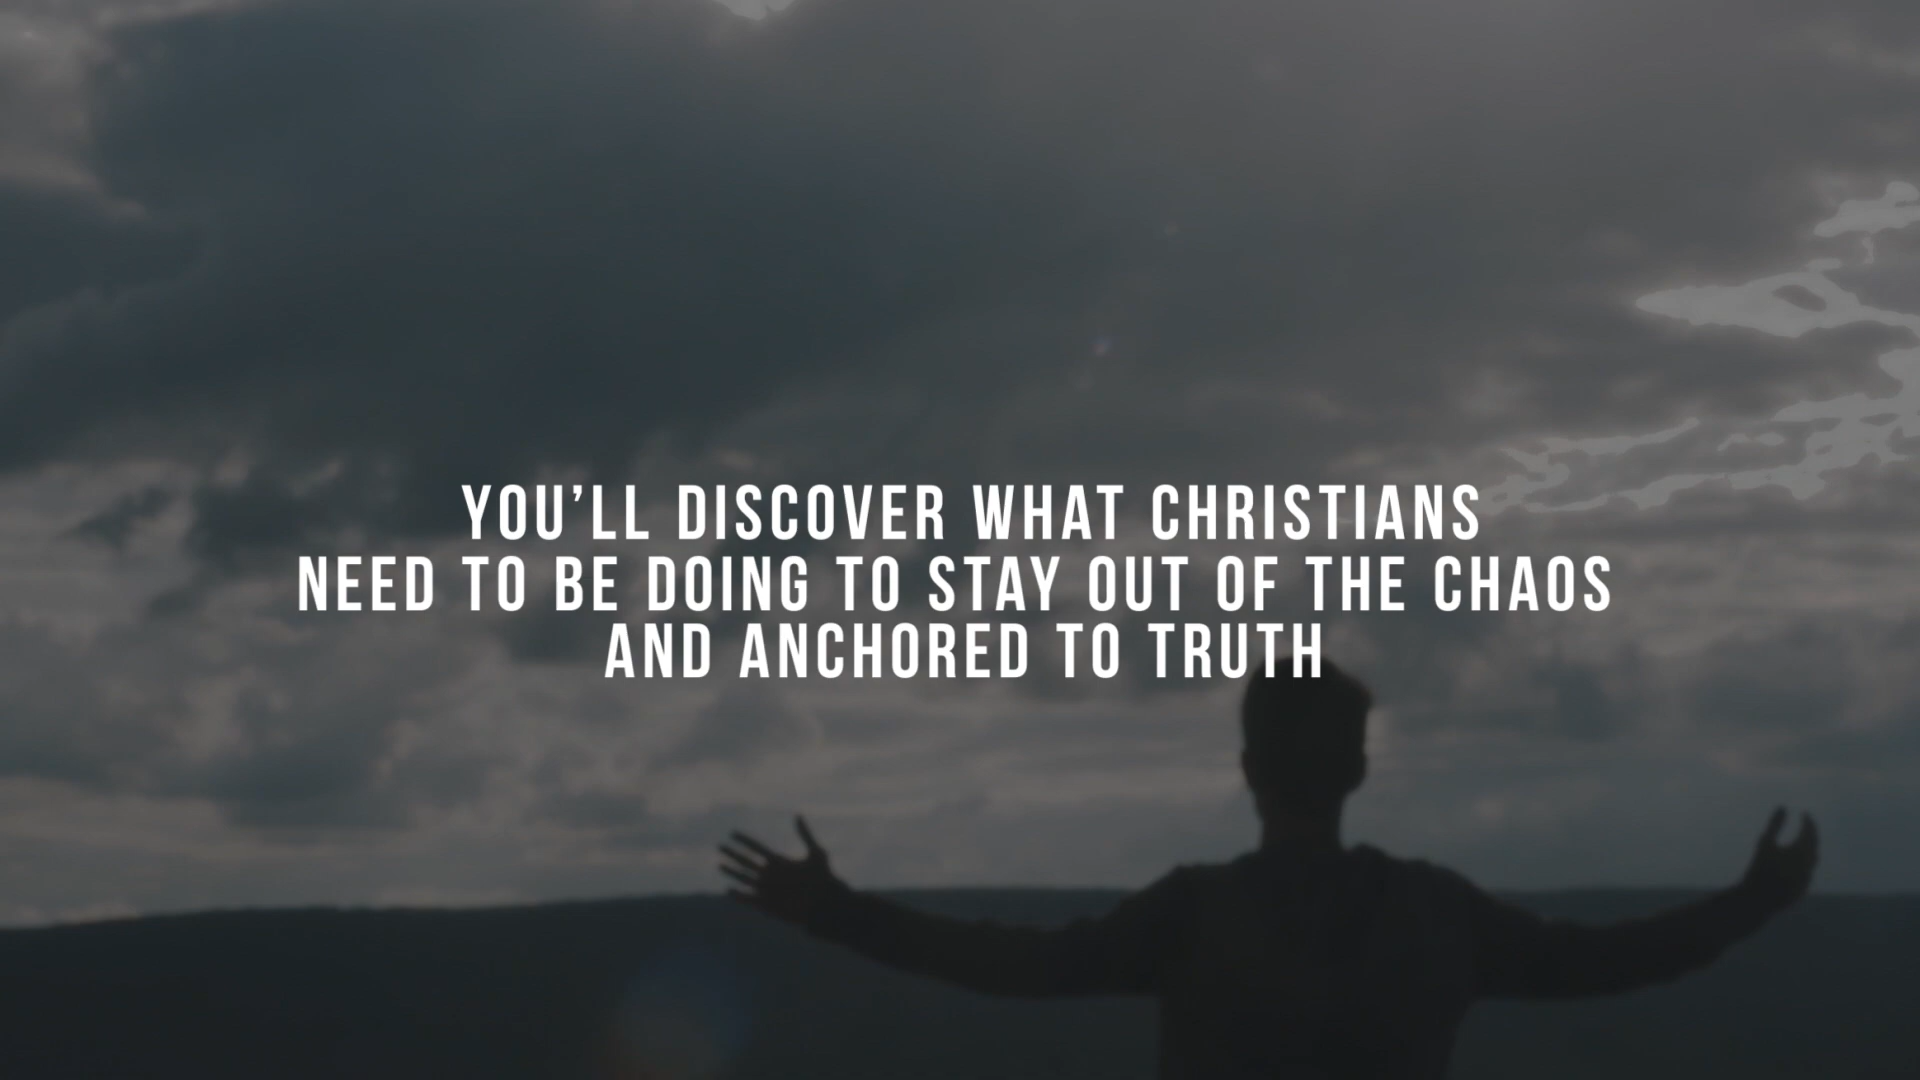 YOU'LL DISCOVER WHAT CHRISTIANS
NEED TO BE DOING TO STAY OUT OF THE CHAOS
AND ANCHORED TO TRUTH